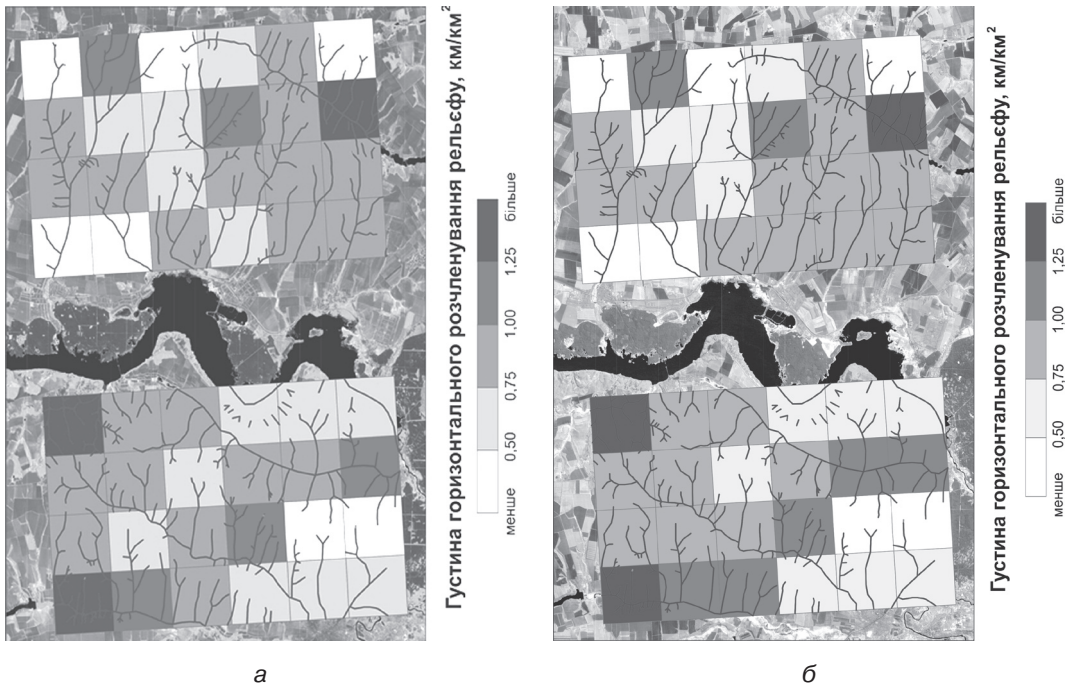 Густина горизонтального розчленування рельєфу, км/км²
менше 0,50 0,75 1,00 1,25 більше
Густина горизонтального розчленування рельєфу, км/км²
менше 0,50 0,75 1,00 1,25 більше
а
б